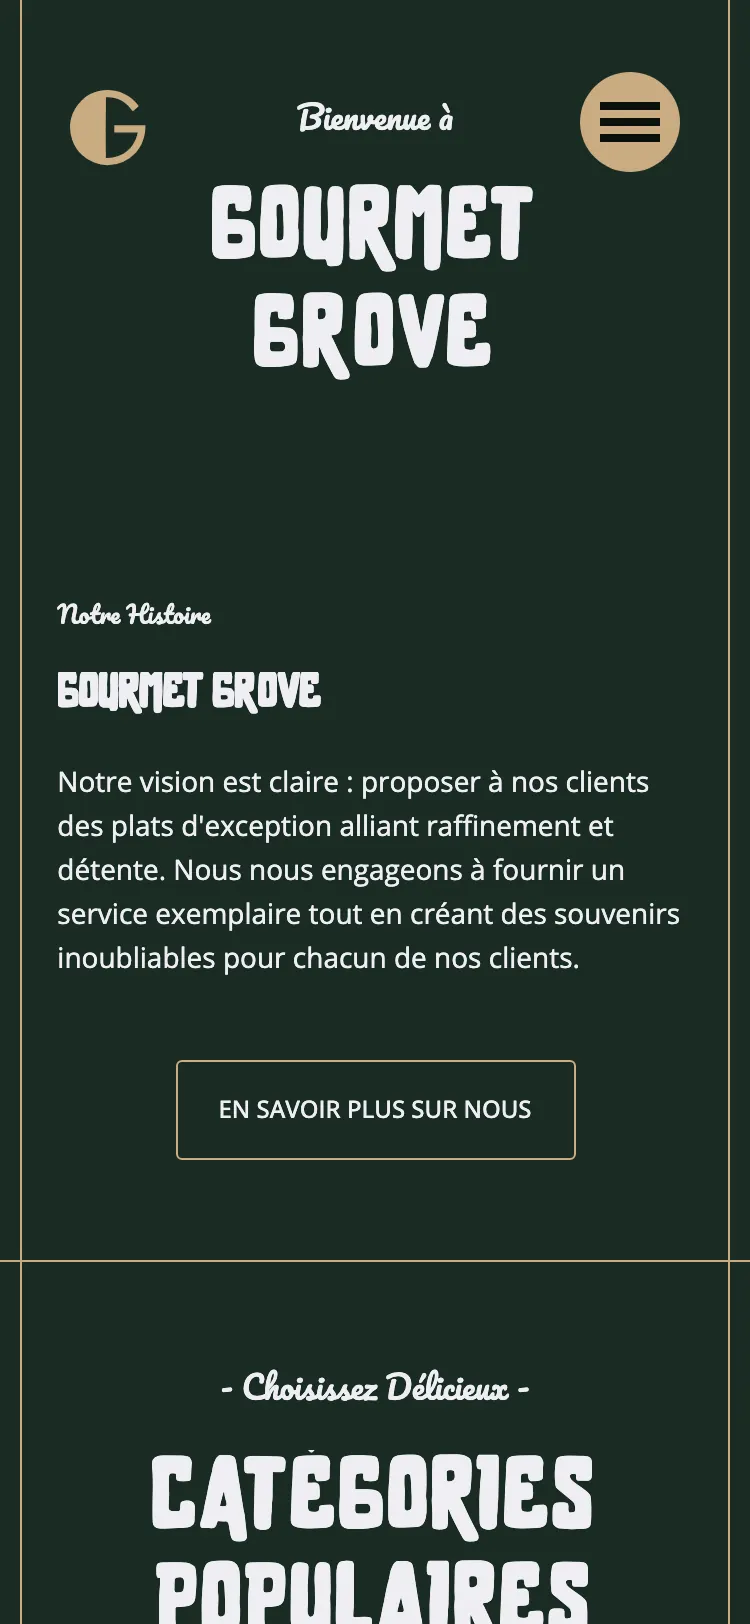 G
Bienvenue à
GOURMET
GROVE
Notre Histoire
GOURMET GROVE
Notre vision est claire : proposer à nos clients
des plats d'exception alliant raffinement et
détente. Nous nous engageons à fournir un
service exemplaire tout en créant des souvenirs
inoubliables pour chacun de nos clients.
EN SAVOIR PLUS SUR NOUS
- Choisissez Délicieux -
CATÉGORIES
POPULAIRES